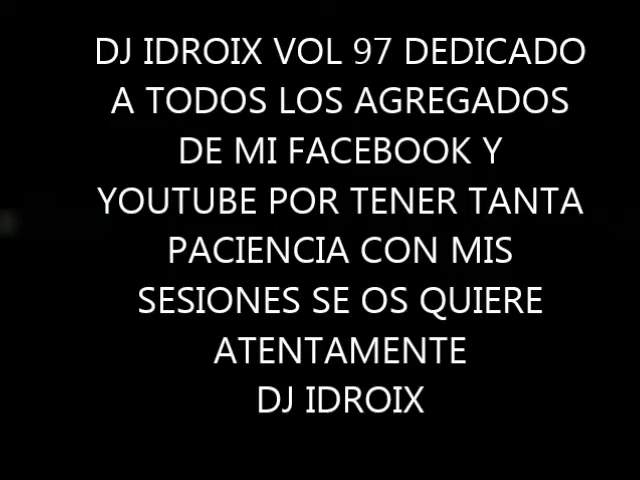 DJ IDROIX VOL 97 DEDICADO
A TODOS LOS AGREGADOS
DE MI FACEBOOK Y
YOUTUBE POR TENER TANTA
PACIENCIA CON MIS
SESIONES SE OS QUIERE
ATENTAMENTE
DJ IDROIX